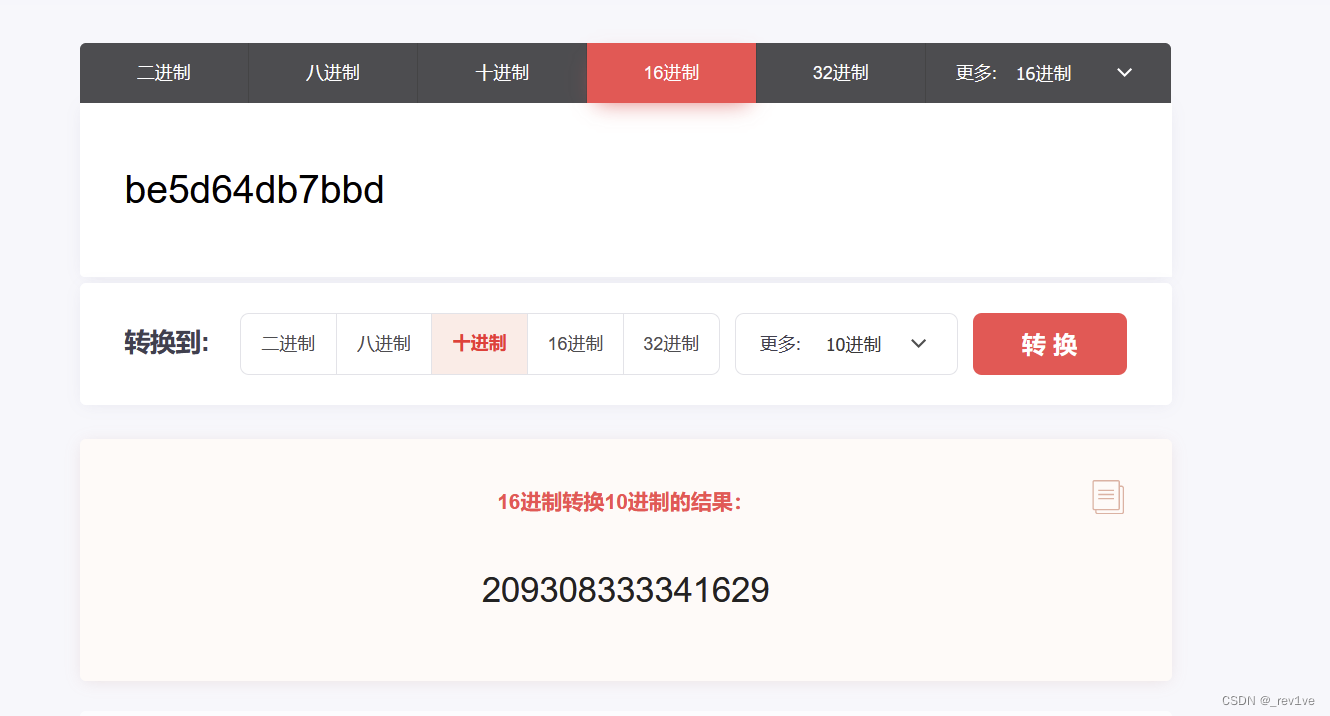 二进制 八进制 十进制 16进制 32进制 更多: 16进制
be5d64db7bbd
转换到: 二进制 八进制 十进制 16进制 32进制 更多: 10进制 转 换
16进制转换10进制的结果：
209308333341629
CSDN @_rev1ve